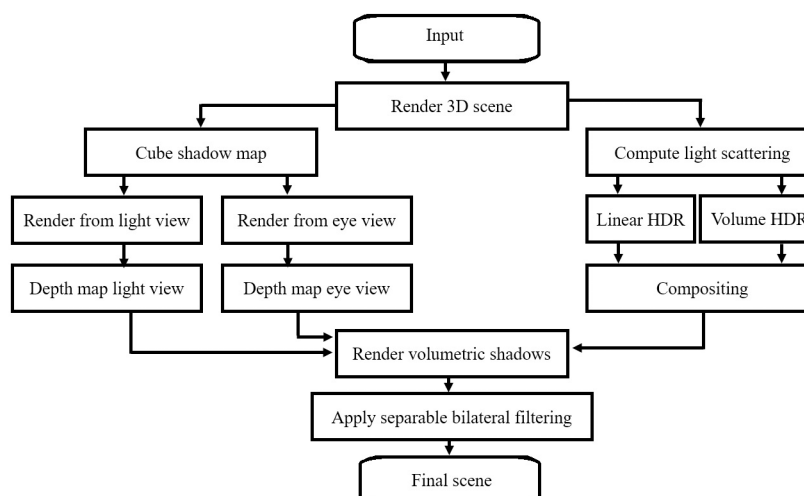 Input
Render 3D scene
Cube shadow map
Compute light scattering
Render from light view
Render from eye view
Linear HDR
Volume HDR
Depth map light view
Depth map eye view
Compositing
Render volumetric shadows
Apply separable bilateral filtering
Final scene